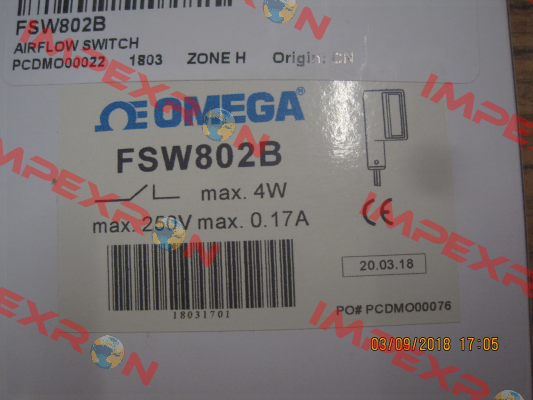 FSW802B
AIRFLOW SWITCH
PCDMO00022 1803 ZONE H Origin: CN
OMEGA®
FSW802B
max. 4W
max. 250V max. 0.17A
CE
20.03.18
18031701
PO# PCDMO00076
03/09/2018 17:05
IMPEXRON
IMPEXRON
IMPEXRON
IMPEXRON
IMPEXRON